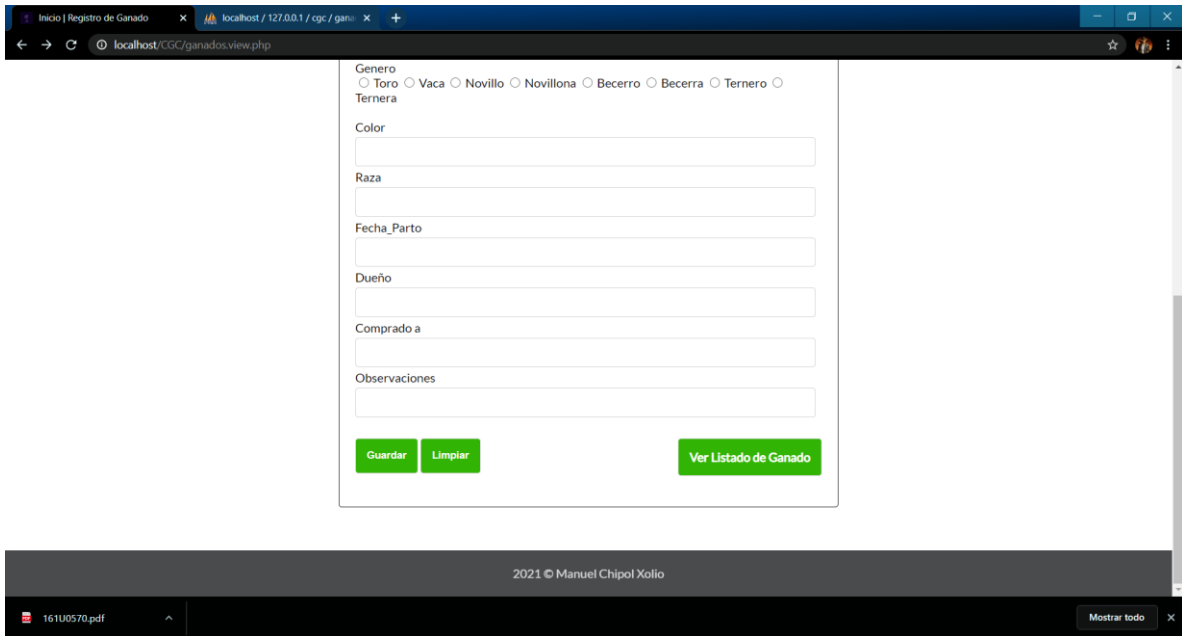 Inicio | Registro de Ganado
localhost / 127.0.0.1 / cgc / gana
localhost/CGC/ganados.view.php
Genero
Toro Vaca Novillo Novillona Becerro Becerra Ternero
Ternera
Color
Raza
Fecha_Parto
Dueño
Comprado a
Observaciones
Guardar Limpiar Ver Listado de Ganado
2021 © Manuel Chipol Xolio
161U0570.pdf Mostrar todo